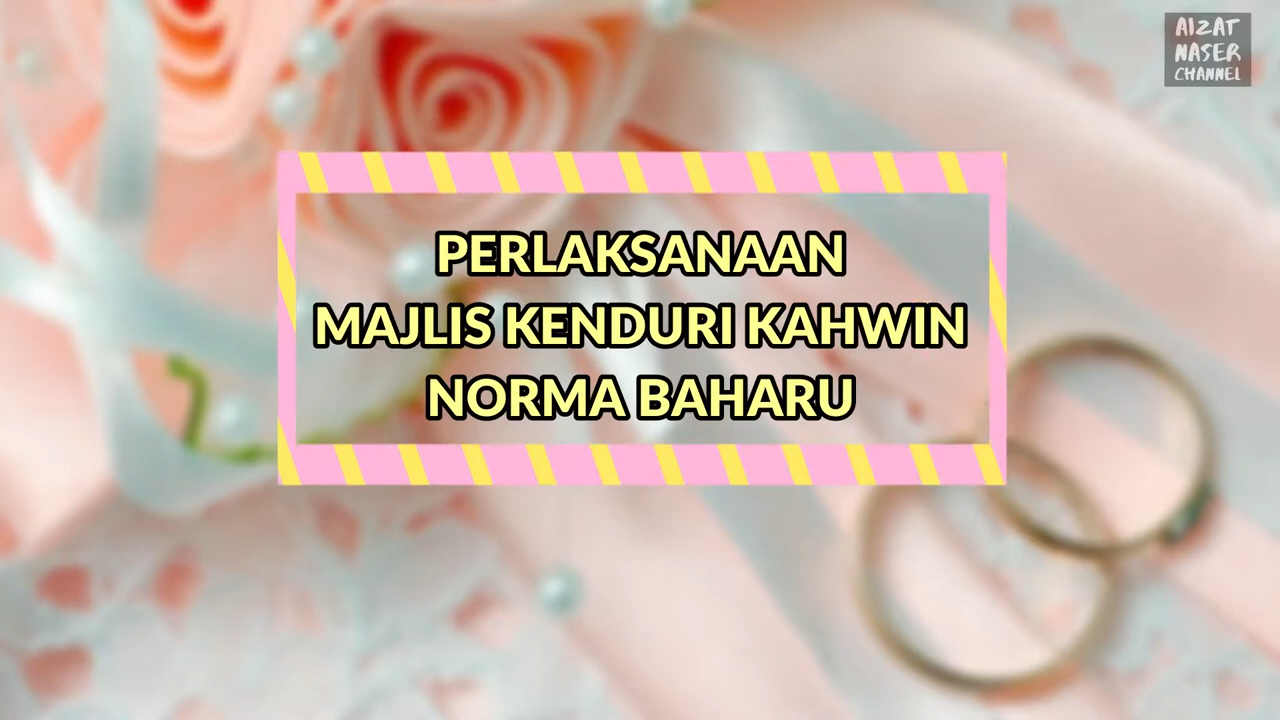 AIZAT
NASER
CHANNEL
PERLAKSANAAN
MAJLIS KENDURI KAHWIN
NORMA BAHARU